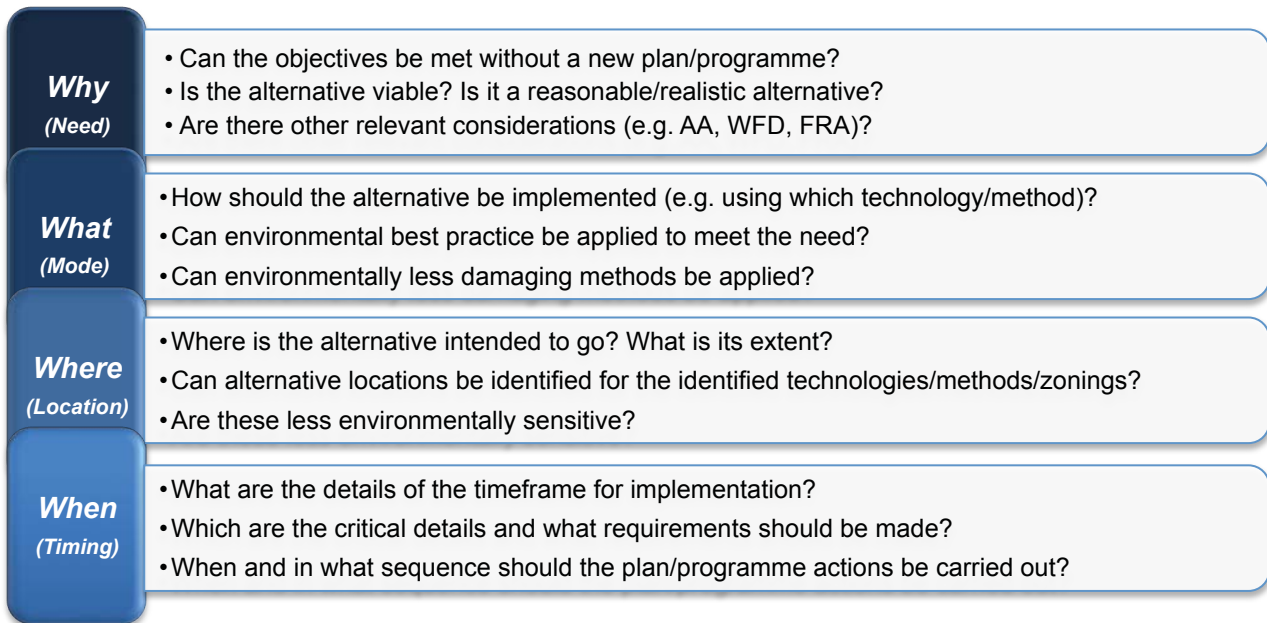 Why
(Need)
• Can the objectives be met without a new plan/programme?
• Is the alternative viable? Is it a reasonable/realistic alternative?
• Are there other relevant considerations (e.g. AA, WFD, FRA)?
What
(Mode)
• How should the alternative be implemented (e.g. using which technology/method)?
• Can environmental best practice be applied to meet the need?
• Can environmentally less damaging methods be applied?
Where
(Location)
• Where is the alternative intended to go? What is its extent?
• Can alternative locations be identified for the identified technologies/methods/zonings?
• Are these less environmentally sensitive?
When
(Timing)
• What are the details of the timeframe for implementation?
• Which are the critical details and what requirements should be made?
• When and in what sequence should the plan/programme actions be carried out?